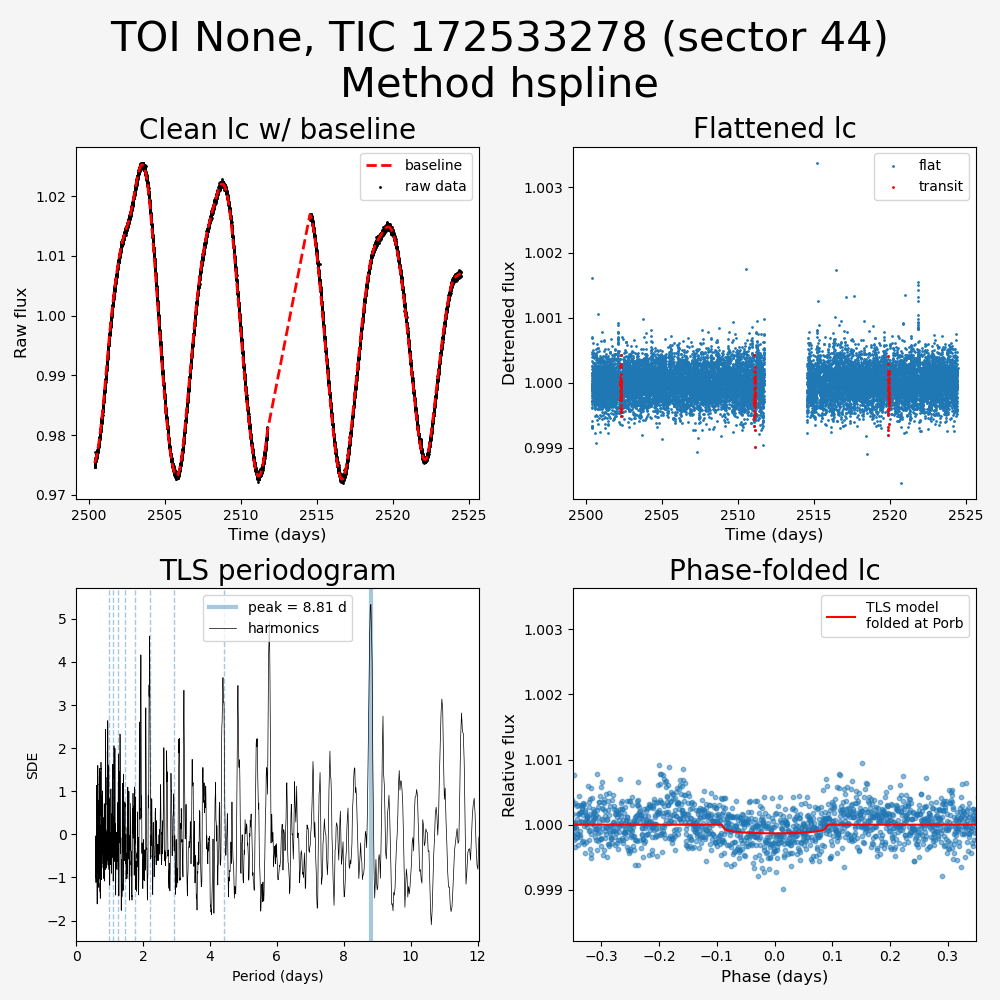 TOI None, TIC 172533278 (sector 44)
Method hspline
Clean lc w/ baseline
baseline
raw data
1.02
1.01
1.00
0.99
0.98
0.97
Raw flux
2500
2505
2510
2515
2520
2525
Time (days)
Flattened lc
flat
transit
1.003
1.002
1.001
1.000
0.999
Detrended flux
2500
2505
2510
2515
2520
2525
Time (days)
TLS periodogram
peak = 8.81 d
harmonics
5
4
3
2
1
0
−1
−2
SDE
0
2
4
6
8
10
12
Period (days)
Phase-folded lc
TLS model
folded at Porb
1.003
1.002
1.001
1.000
0.999
Relative flux
−0.3
−0.2
−0.1
0.0
0.1
0.2
0.3
Phase (days)